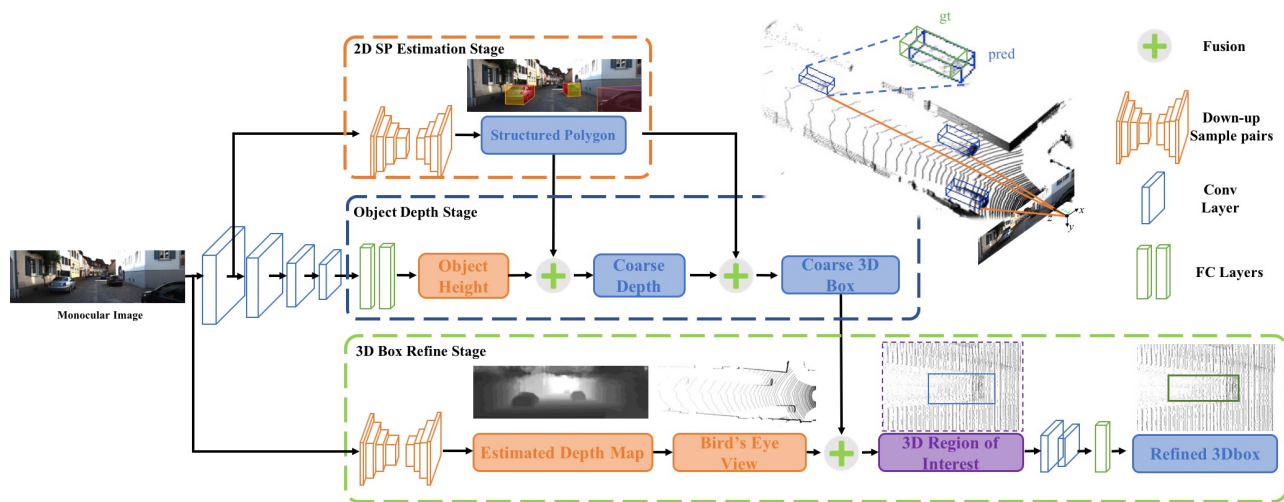 2D SP Estimation Stage
Structured Polygon
gt
pred
x
z
y
Fusion
Down-up
Sample pairs
Conv
Layer
FC Layers
Object Depth Stage
Object
Height
Coarse
Depth
Coarse 3D
Box
Monocular Image
3D Box Refine Stage
Estimated Depth Map
Bird's Eye
View
3D Region of
Interest
Refined 3Dbox